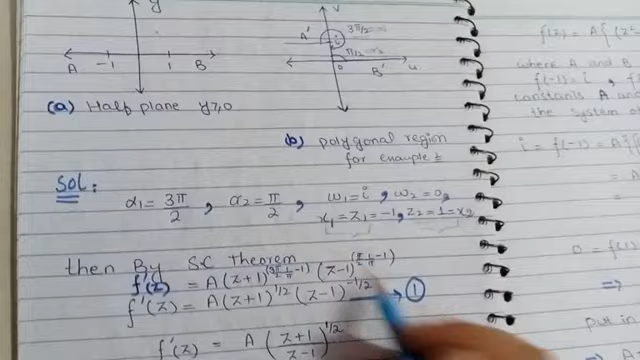 y
A -1 1 B
(a) Half plane y≥0
v
A' 3π/2 =
i
π/2 =
0 B' u
(b) polygonal region
for example
Sol:
α₁ = 3π/2 , α₂ = π/2 , w₁ = i , w₂ = 0,
x₁ = z₁ = -1, z₂ = 1 = x₂
then By SC theorem
f'(z) = A(z+1)^(3π/2 1/π -1) (z-1)^(π/2 1/π -1)
f'(z) = A(z+1)^1/2 (z-1)^-1/2 → ①
f'(z) = A (z+1/z-1)^1/2
f(z) = A{(z²
where A and B
f(-1) = i , f
constants A and
the system of
i = f(-1) = A{
= A
0 = f(1)
⇒
put in